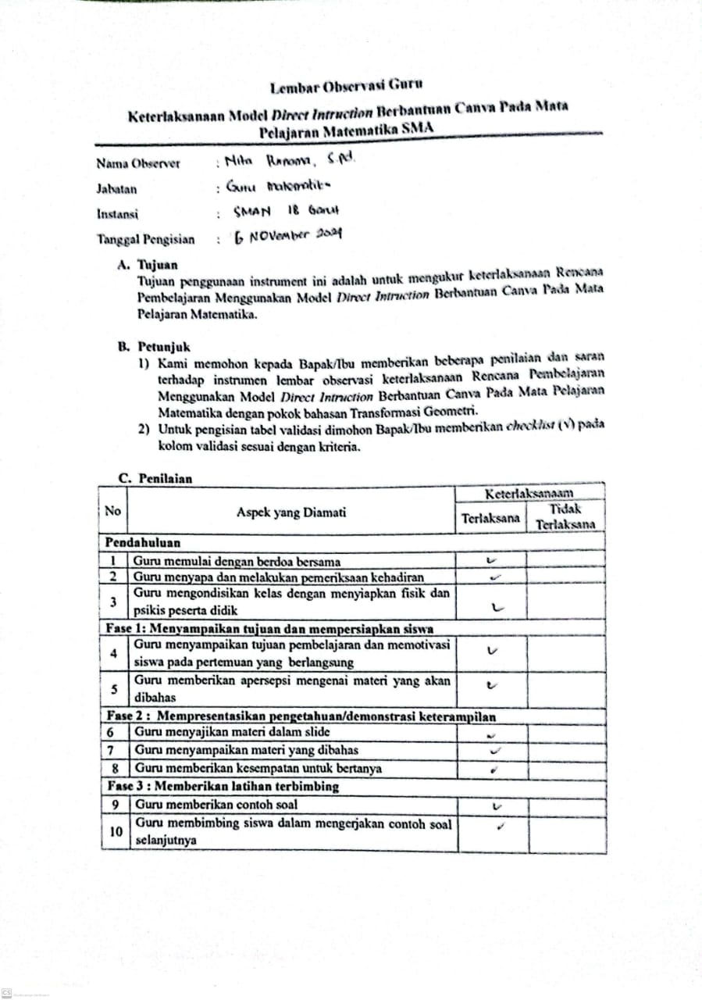 Lembar Observasi Guru
Keterlaksanaan Model Direct Intruction Berbantuan Canva Pada Mata
Pelajaran Matematika SMA
Nama Observer : Nita S.pd.
Jabatan : Guru matematika
Instansi : SMAN 18 Garut
Tanggal Pengisian : 6 NOVember 2024
A. Tujuan
Tujuan penggunaan instrument ini adalah untuk mengukur keterlaksanaan Rencana
Pembelajaran Menggunakan Model Direct Intruction Berbantuan Canva Pada Mata
Pelajaran Matematika.
B. Petunjuk
1) Kami memohon kepada Bapak/Ibu memberikan beberapa penilaian dan saran
terhadap instrumen lembar observasi keterlaksanaan Rencana Pembelajaran
Menggunakan Model Direct Intruction Berbantuan Canva Pada Mata Pelajaran
Matematika dengan pokok bahasan Transformasi Geometri.
2) Untuk pengisian tabel validasi dimohon Bapak/Ibu memberikan checklist (√) pada
kolom validasi sesuai dengan kriteria.
C. Penilaian
No Aspek yang Diamati Keterlaksanaam
Terlaksana Tidak Terlaksana
Pendahuluan
1 Guru memulai dengan berdoa bersama ✓
2 Guru menyapa dan melakukan pemeriksaan kehadiran ✓
3 Guru mengondisikan kelas dengan menyiapkan fisik dan
psikis peserta didik ✓
Fase 1: Menyampaikan tujuan dan mempersiapkan siswa
4 Guru menyampaikan tujuan pembelajaran dan memotivasi
siswa pada pertemuan yang berlangsung ✓
5 Guru memberikan apersepsi mengenai materi yang akan
dibahas ✓
Fase 2 : Mempresentasikan pengetahuan/demonstrasi keterampilan
6 Guru menyajikan materi dalam slide ✓
7 Guru menyampaikan materi yang dibahas ✓
8 Guru memberikan kesempatan untuk bertanya ✓
Fase 3 : Memberikan latihan terbimbing
9 Guru memberikan contoh soal ✓
10 Guru membimbing siswa dalam mengerjakan contoh soal
selanjutnya ✓
CS